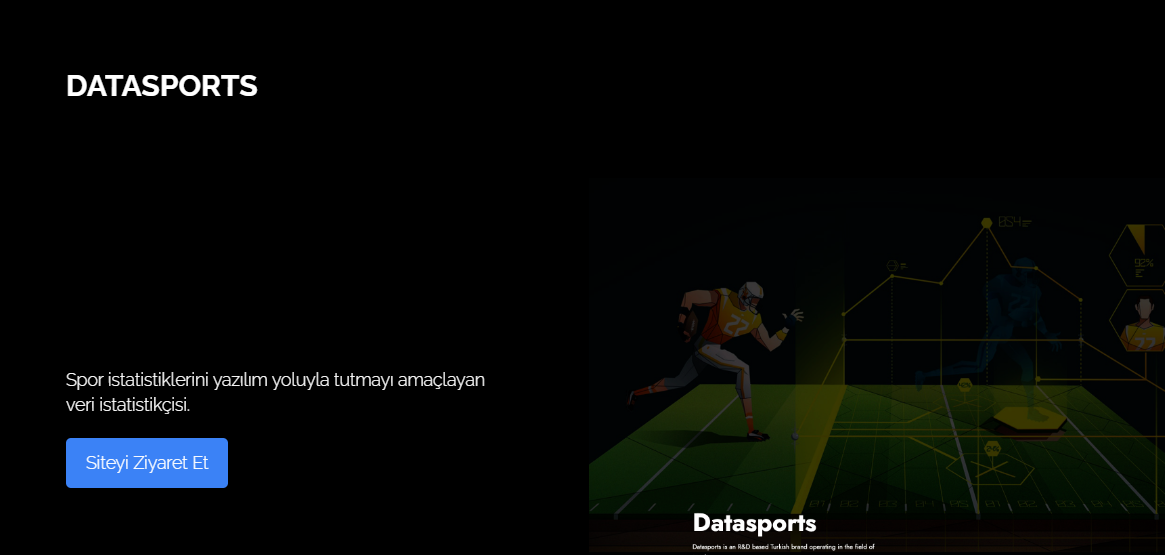 DATASPORTS
Spor istatistiklerini yazılım yoluyla tutmayı amaçlayan
veri istatistikçisi.
Siteyi Ziyaret Et
92%
22
Datasports
Datasports is an R&D based Turkish brand operating in the field of